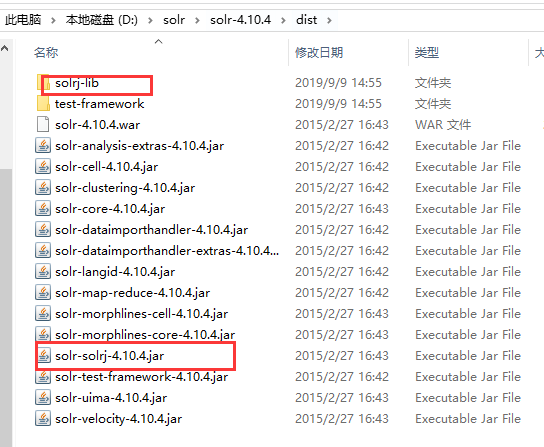 此电脑 › 本地磁盘 (D:) › solr › solr-4.10.4 › dist ›
名称 修改日期 类型 大
solrj-lib 2019/9/9 14:55 文件夹
test-framework 2019/9/9 14:55 文件夹
solr-4.10.4.war 2015/2/27 16:43 WAR 文件
solr-analysis-extras-4.10.4.jar 2015/2/27 16:42 Executable Jar File
solr-cell-4.10.4.jar 2015/2/27 16:42 Executable Jar File
solr-clustering-4.10.4.jar 2015/2/27 16:42 Executable Jar File
solr-core-4.10.4.jar 2015/2/27 16:43 Executable Jar File
solr-dataimporthandler-4.10.4.jar 2015/2/27 16:42 Executable Jar File
solr-dataimporthandler-extras-4.10.4... 2015/2/27 16:42 Executable Jar File
solr-langid-4.10.4.jar 2015/2/27 16:42 Executable Jar File
solr-map-reduce-4.10.4.jar 2015/2/27 16:42 Executable Jar File
solr-morphlines-cell-4.10.4.jar 2015/2/27 16:43 Executable Jar File
solr-morphlines-core-4.10.4.jar 2015/2/27 16:43 Executable Jar File
solr-solrj-4.10.4.jar 2015/2/27 16:43 Executable Jar File
solr-test-framework-4.10.4.jar 2015/2/27 16:42 Executable Jar File
solr-uima-4.10.4.jar 2015/2/27 16:43 Executable Jar File
solr-velocity-4.10.4.jar 2015/2/27 16:43 Executable Jar File